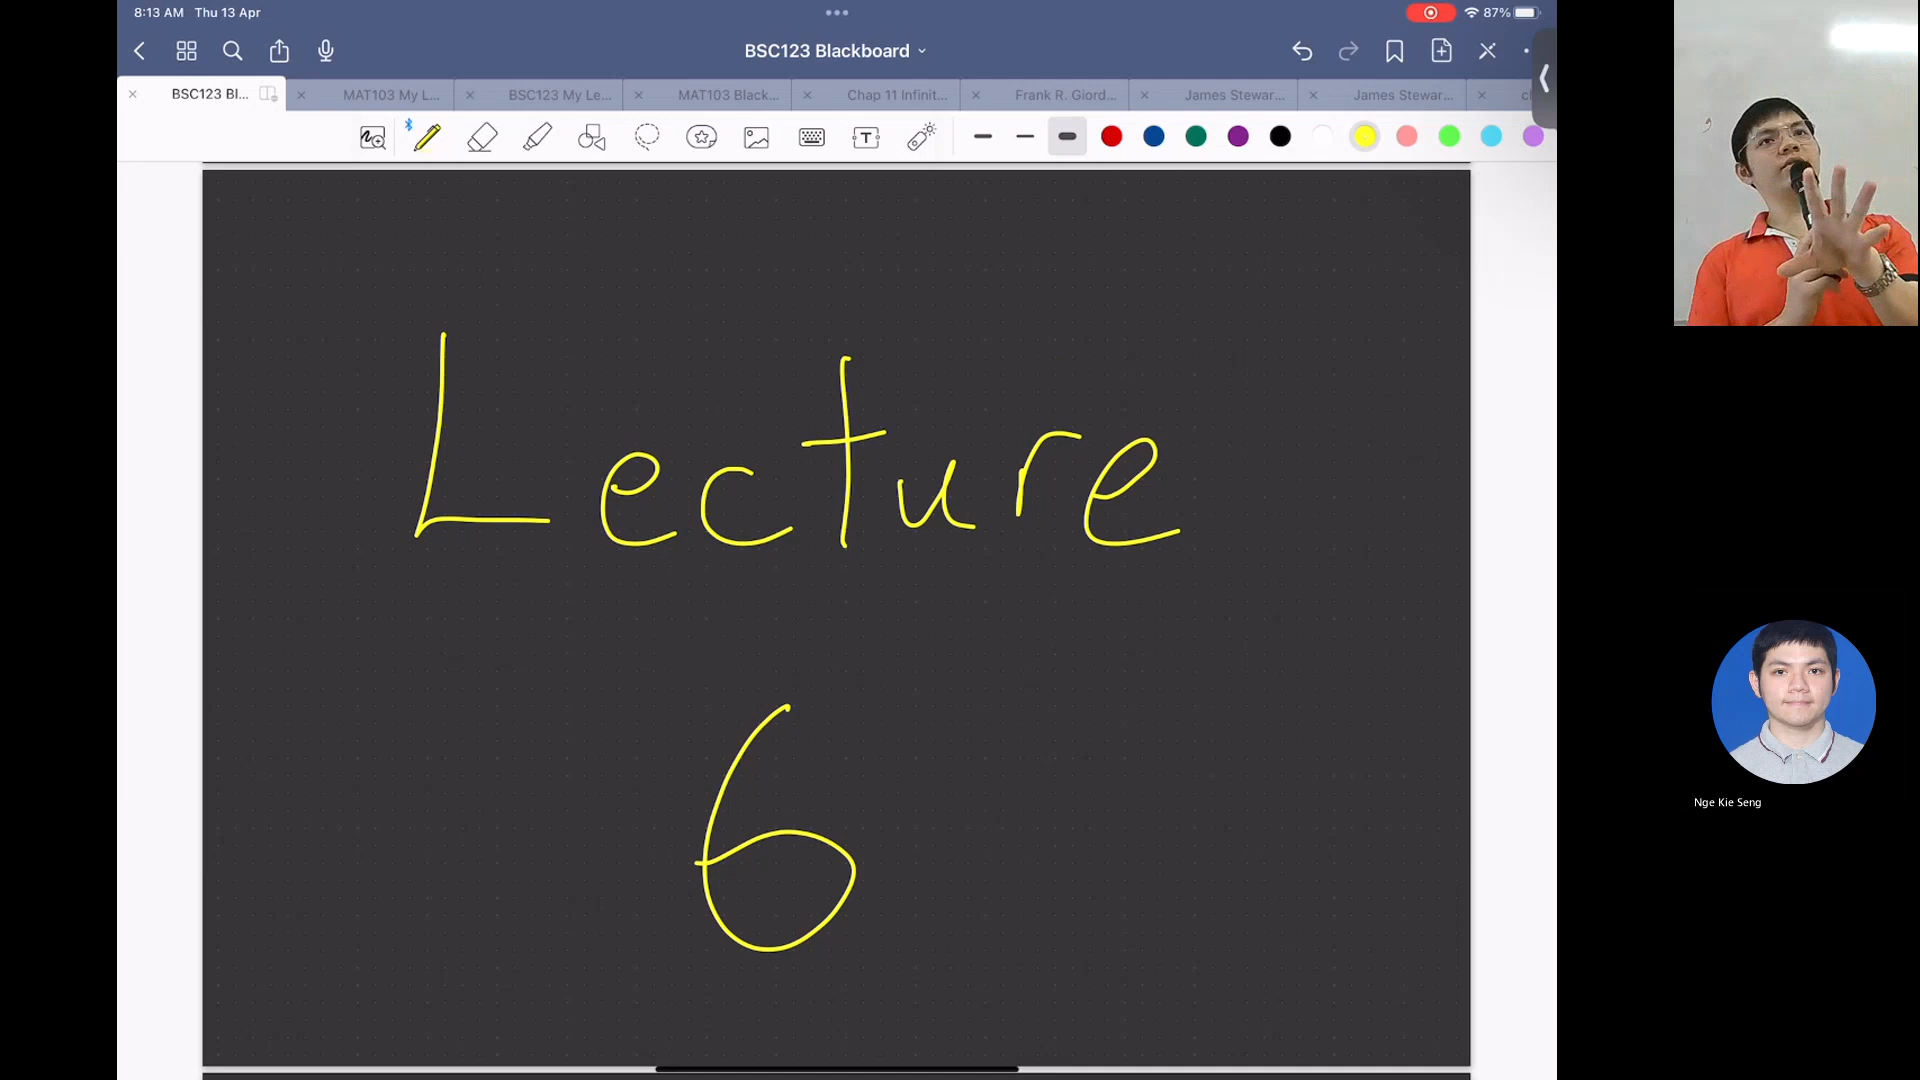 8:13 AM Thu 13 Apr
87%
BSC123 Blackboard
BSC123 Bl...
MAT103 My L...
BSC123 My Le...
MAT103 Black...
Chap 11 Infinit...
Frank R. Giord...
James Stewar...
James Stewar...
T
Lecture
6
Nge Kie Seng